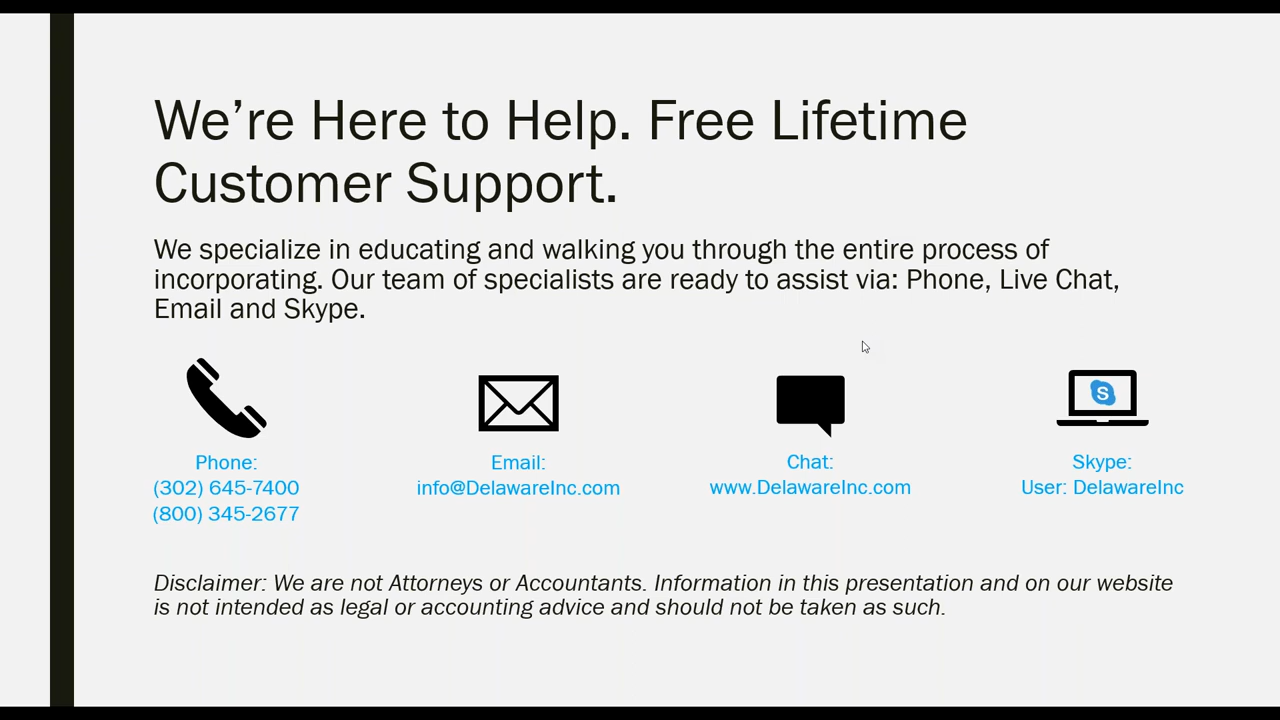 We’re Here to Help. Free Lifetime
Customer Support.
We specialize in educating and walking you through the entire process of
incorporating. Our team of specialists are ready to assist via: Phone, Live Chat,
Email and Skype.
S
Phone:
(302) 645-7400
(800) 345-2677
Email:
info@DelawareInc.com
Chat:
www.DelawareInc.com
Skype:
User: DelawareInc
Disclaimer: We are not Attorneys or Accountants. Information in this presentation and on our website
is not intended as legal or accounting advice and should not be taken as such.